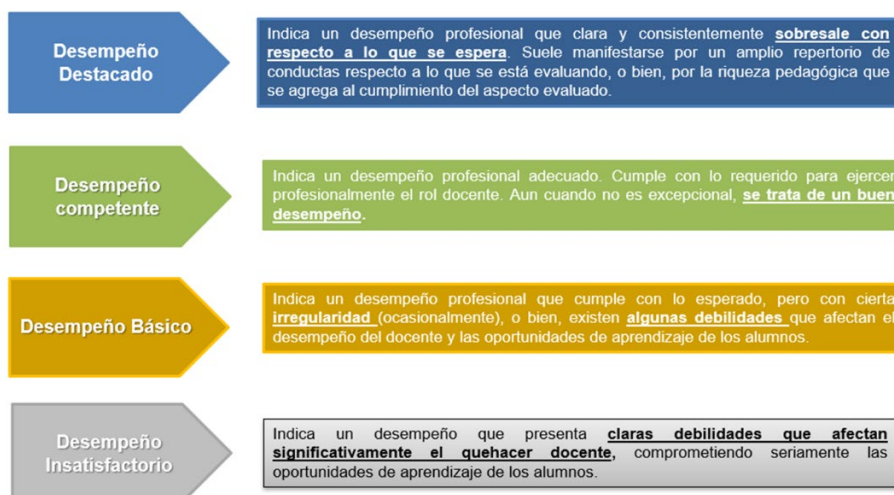 Desempeño
Destacado
Indica un desempeño profesional que clara y consistentemente sobresale con
respecto a lo que se espera. Suele manifestarse por un amplio repertorio de
conductas respecto a lo que se está evaluando, o bien, por la riqueza pedagógica que
se agrega al cumplimiento del aspecto evaluado.
Desempeño
competente
Indica un desempeño profesional adecuado. Cumple con lo requerido para ejercer
profesionalmente el rol docente. Aun cuando no es excepcional, se trata de un buen
desempeño.
Desempeño Básico
Indica un desempeño profesional que cumple con lo esperado, pero con cierta
irregularidad (ocasionalmente), o bien, existen algunas debilidades que afectan el
desempeño del docente y las oportunidades de aprendizaje de los alumnos.
Desempeño
Insatisfactorio
Indica un desempeño que presenta claras debilidades que afectan
significativamente el quehacer docente, comprometiendo seriamente las
oportunidades de aprendizaje de los alumnos.